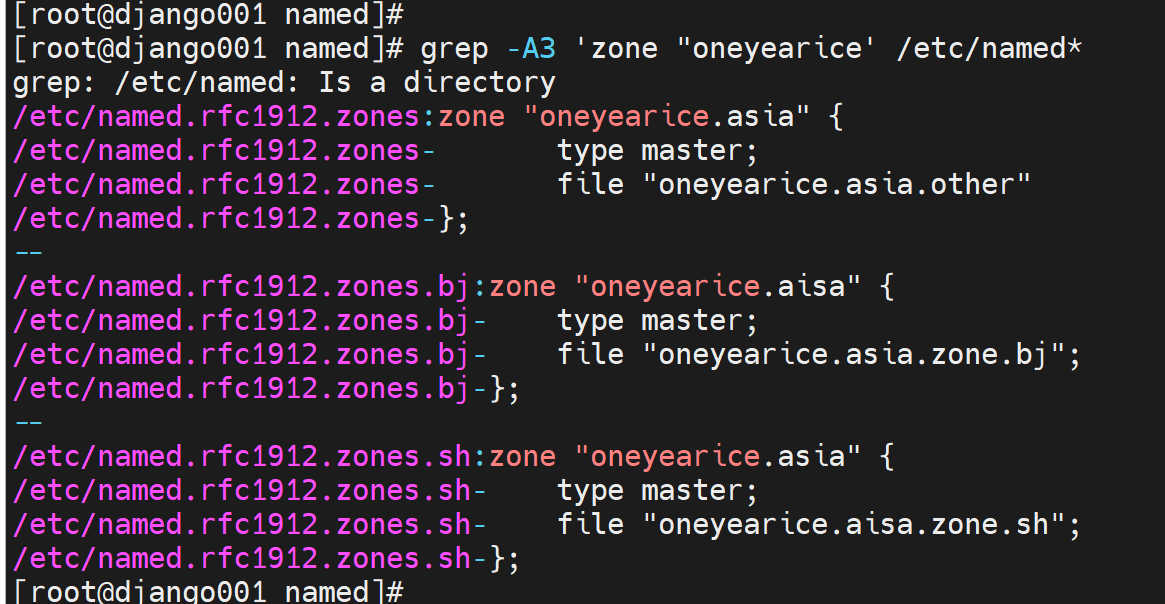 [root@django001 named]#
[root@django001 named]# grep -A3 'zone "oneyearice' /etc/named*
grep: /etc/named: Is a directory
/etc/named.rfc1912.zones:zone "oneyearice.asia" {
/etc/named.rfc1912.zones-       type master;
/etc/named.rfc1912.zones-       file "oneyearice.asia.other"
/etc/named.rfc1912.zones-};
--
/etc/named.rfc1912.zones.bj:zone "oneyearice.aisa" {
/etc/named.rfc1912.zones.bj-    type master;
/etc/named.rfc1912.zones.bj-    file "oneyearice.asia.zone.bj";
/etc/named.rfc1912.zones.bj-};
--
/etc/named.rfc1912.zones.sh:zone "oneyearice.asia" {
/etc/named.rfc1912.zones.sh-    type master;
/etc/named.rfc1912.zones.sh-    file "oneyearice.aisa.zone.sh";
/etc/named.rfc1912.zones.sh-};
[root@django001 named]#